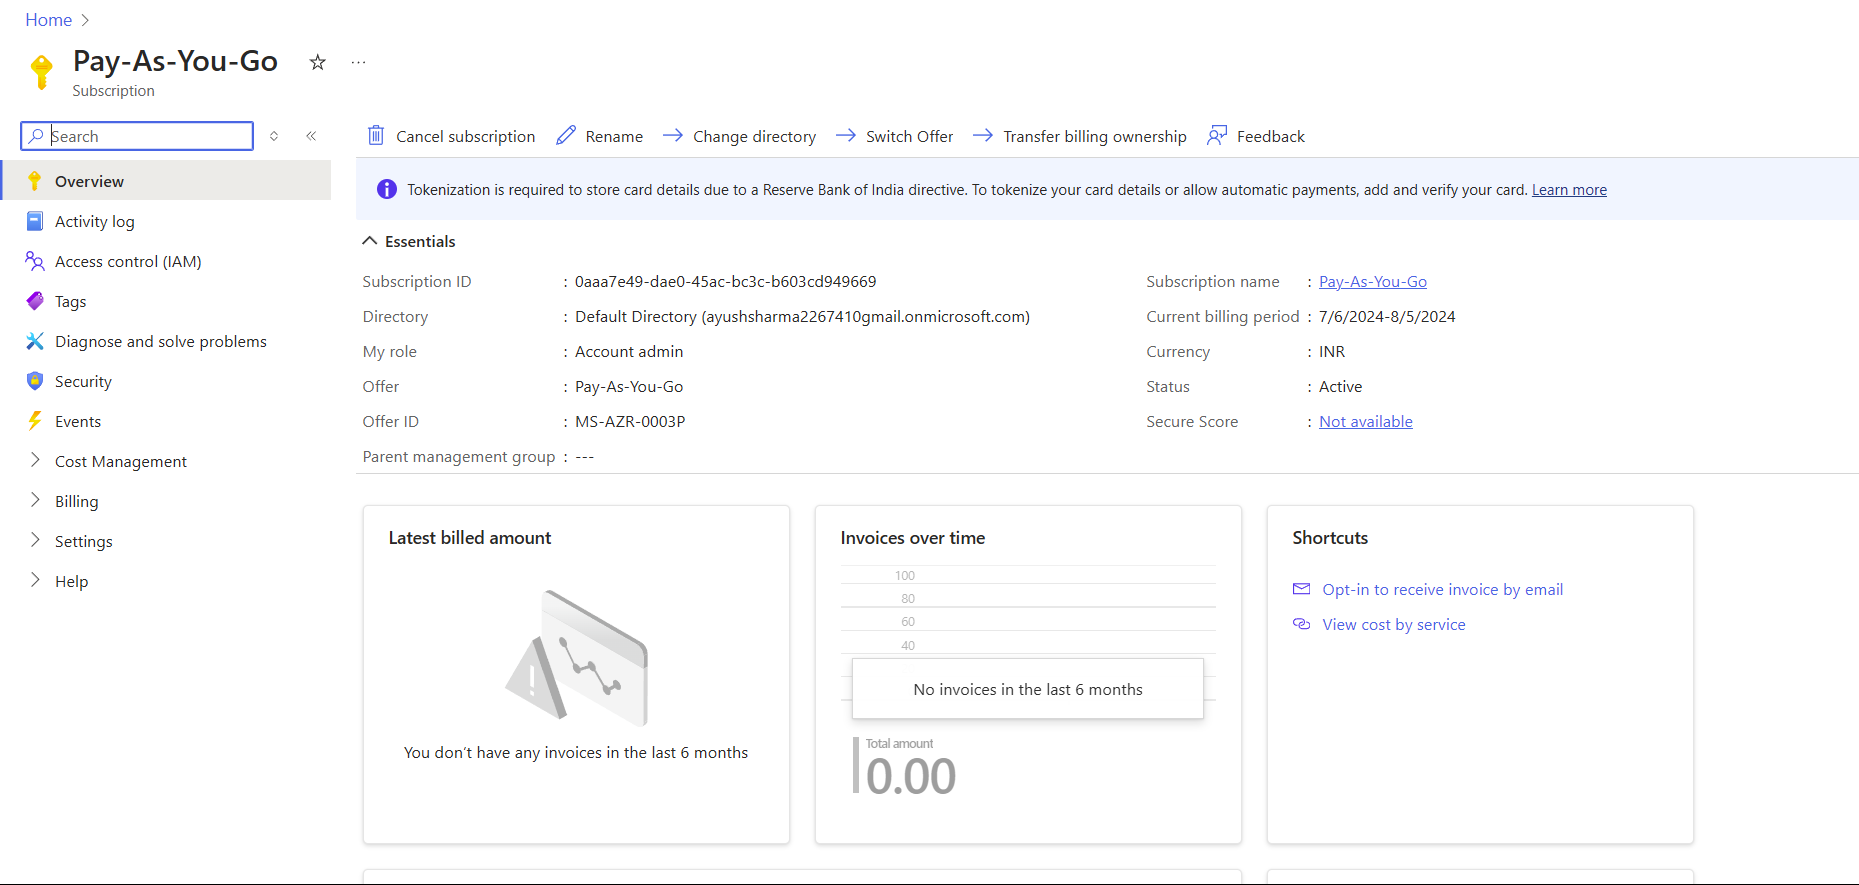 Home
Pay-As-You-Go
Subscription
Search
Overview
Activity log
Access control (IAM)
Tags
Diagnose and solve problems
Security
Events
Cost Management
Billing
Settings
Help
Cancel subscription Rename Change directory Switch Offer Transfer billing ownership Feedback
Tokenization is required to store card details due to a Reserve Bank of India directive. To tokenize your card details or allow automatic payments, add and verify your card. Learn more
Essentials
Subscription ID : 0aaa7e49-dae0-45ac-bc3c-b603cd949669
Directory : Default Directory (ayushsharma2267410gmail.onmicrosoft.com)
My role : Account admin
Offer : Pay-As-You-Go
Offer ID : MS-AZR-0003P
Parent management group : ---
Subscription name : Pay-As-You-Go
Current billing period : 7/6/2024-8/5/2024
Currency : INR
Status : Active
Secure Score : Not available
Latest billed amount
You don't have any invoices in the last 6 months
Invoices over time
100
80
60
40
No invoices in the last 6 months
Total amount
0.00
Shortcuts
Opt-in to receive invoice by email
View cost by service